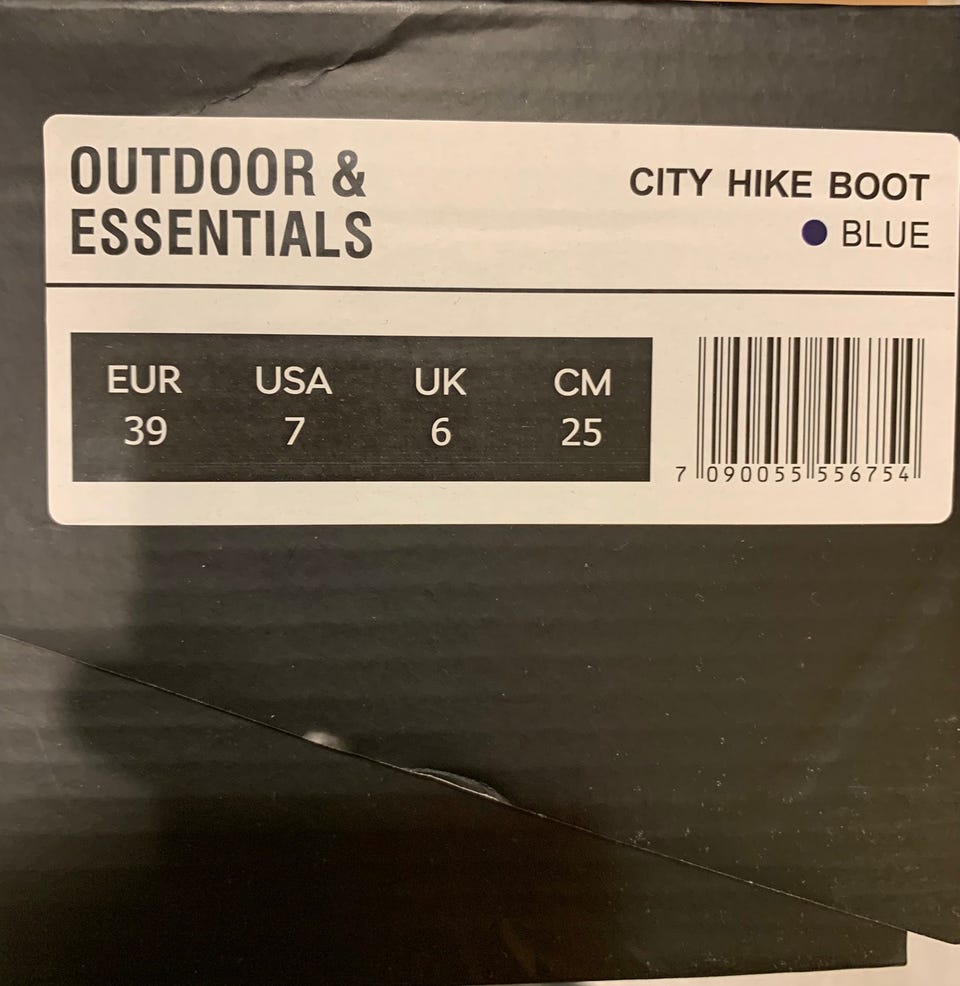 OUTDOOR &
ESSENTIALS
CITY HIKE BOOT
BLUE
EUR USA UK CM
39 7 6 25
7 090055 556754